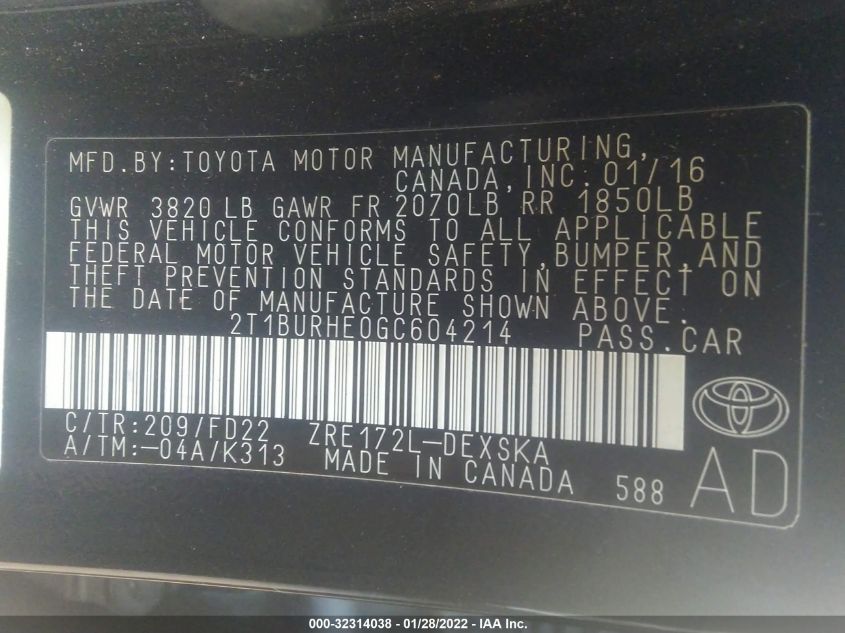 MFD.BY:TOYOTA MOTOR MANUFACTURING,
CANADA,INC. 01/16
GVWR 3820 LB GAWR FR 2070LB RR 1850LB
THIS VEHICLE CONFORMS TO ALL APPLICABLE
FEDERAL MOTOR VEHICLE SAFETY,BUMPER,AND
THEFT PREVENTION STANDARDS IN EFFECT ON
THE DATE OF MANUFACTURE SHOWN ABOVE.
2T1BURHE0GC604214 PASS.CAR
C/TR:209/FD22 ZRE172L-DEXSKA
A/TM:-04A/K313 MADE IN CANADA 588 AD
000-32314038 - 01/28/2022 - IAA Inc.